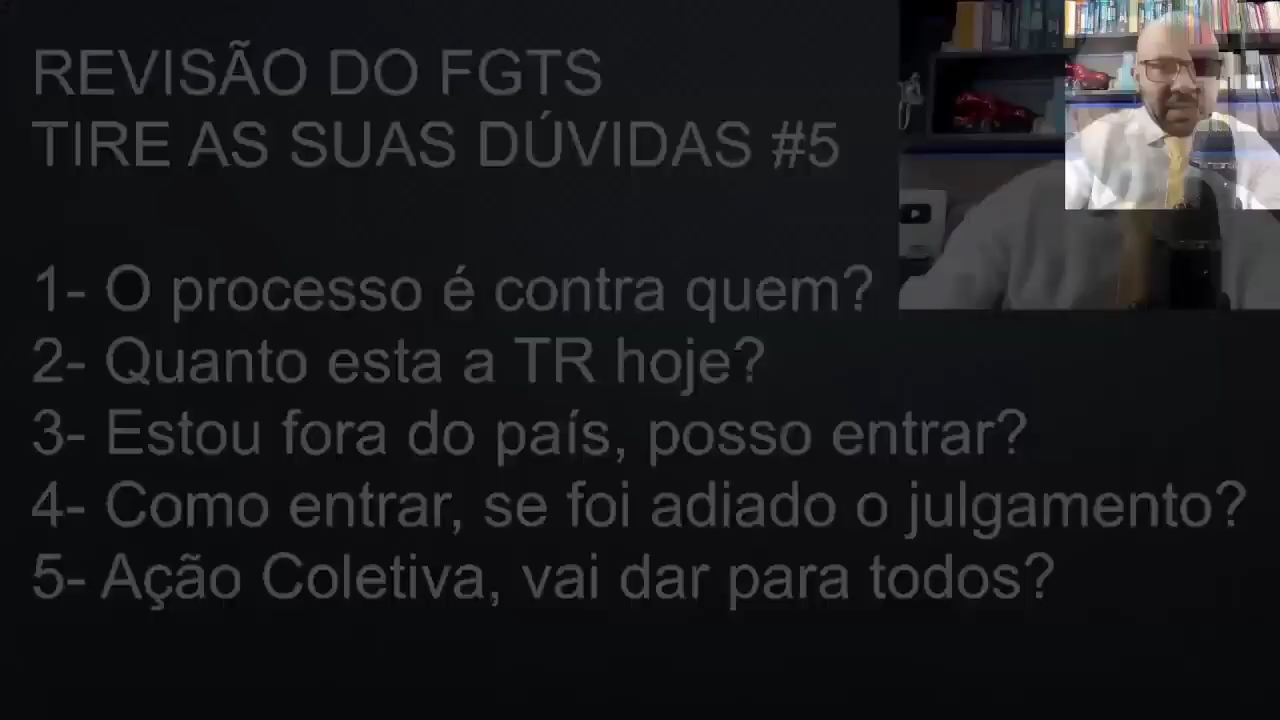 REVISÃO DO FGTS
TIRE AS SUAS DÚVIDAS #5
1- O processo é contra quem?
2- Quanto esta a TR hoje?
3- Estou fora do país, posso entrar?
4- Como entrar, se foi adiado o julgamento?
5- Ação Coletiva, vai dar para todos?